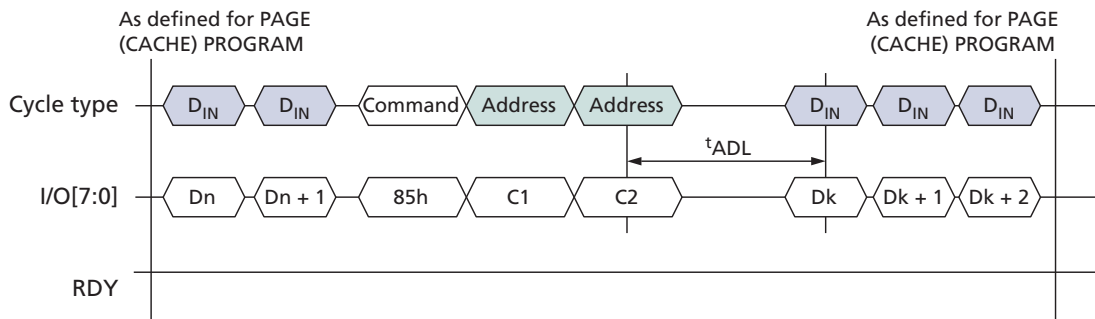 As defined for PAGE
(CACHE) PROGRAM
As defined for PAGE
(CACHE) PROGRAM
Cycle type
DIN
DIN
Command
Address
Address
DIN
DIN
DIN
tADL
I/O[7:0]
Dn
Dn + 1
85h
C1
C2
Dk
Dk + 1
Dk + 2
RDY